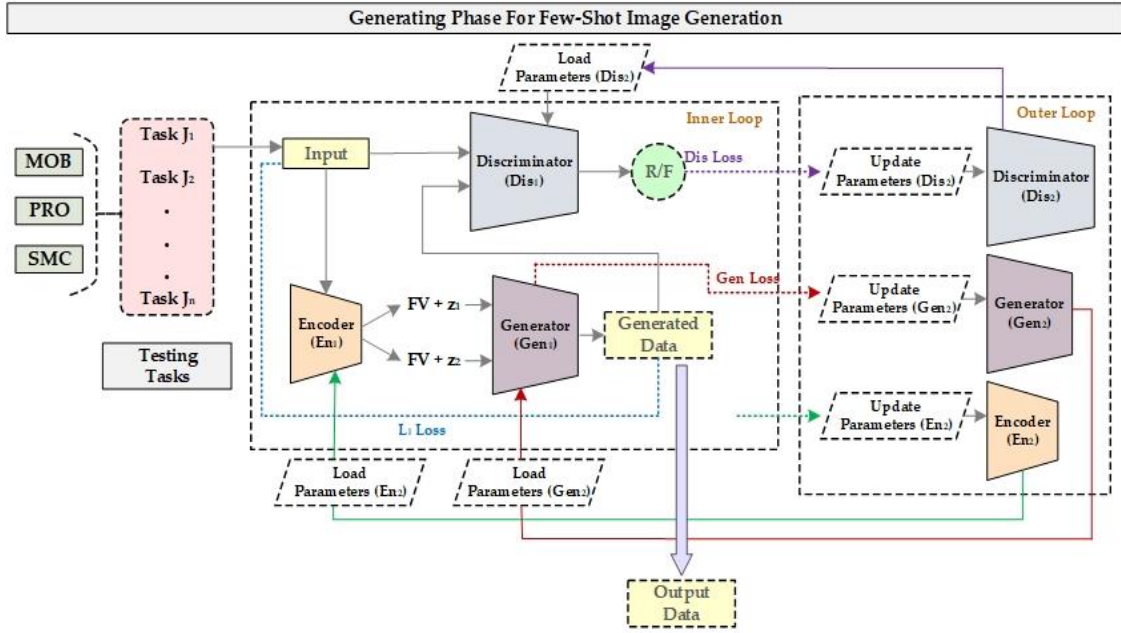 Generating Phase For Few-Shot Image Generation
Load
Parameters (Dis₂)
Inner Loop
Outer Loop
MOB
PRO
SMC
Task J₁
Task J₂
.
.
.
Task Jₙ
Testing
Tasks
Input
Discriminator
(Dis₁)
R/F
Dis Loss
Update
Parameters (Dis₂)
Discriminator
(Dis₂)
Encoder
(En₁)
FV + z₁
FV + z₂
Generator
(Gen₁)
Generated
Data
Gen Loss
Update
Parameters (Gen₂)
Generator
(Gen₂)
L₁ Loss
Update
Parameters (En₂)
Encoder
(En₂)
Load
Parameters (En₂)
Load
Parameters (Gen₂)
Output
Data